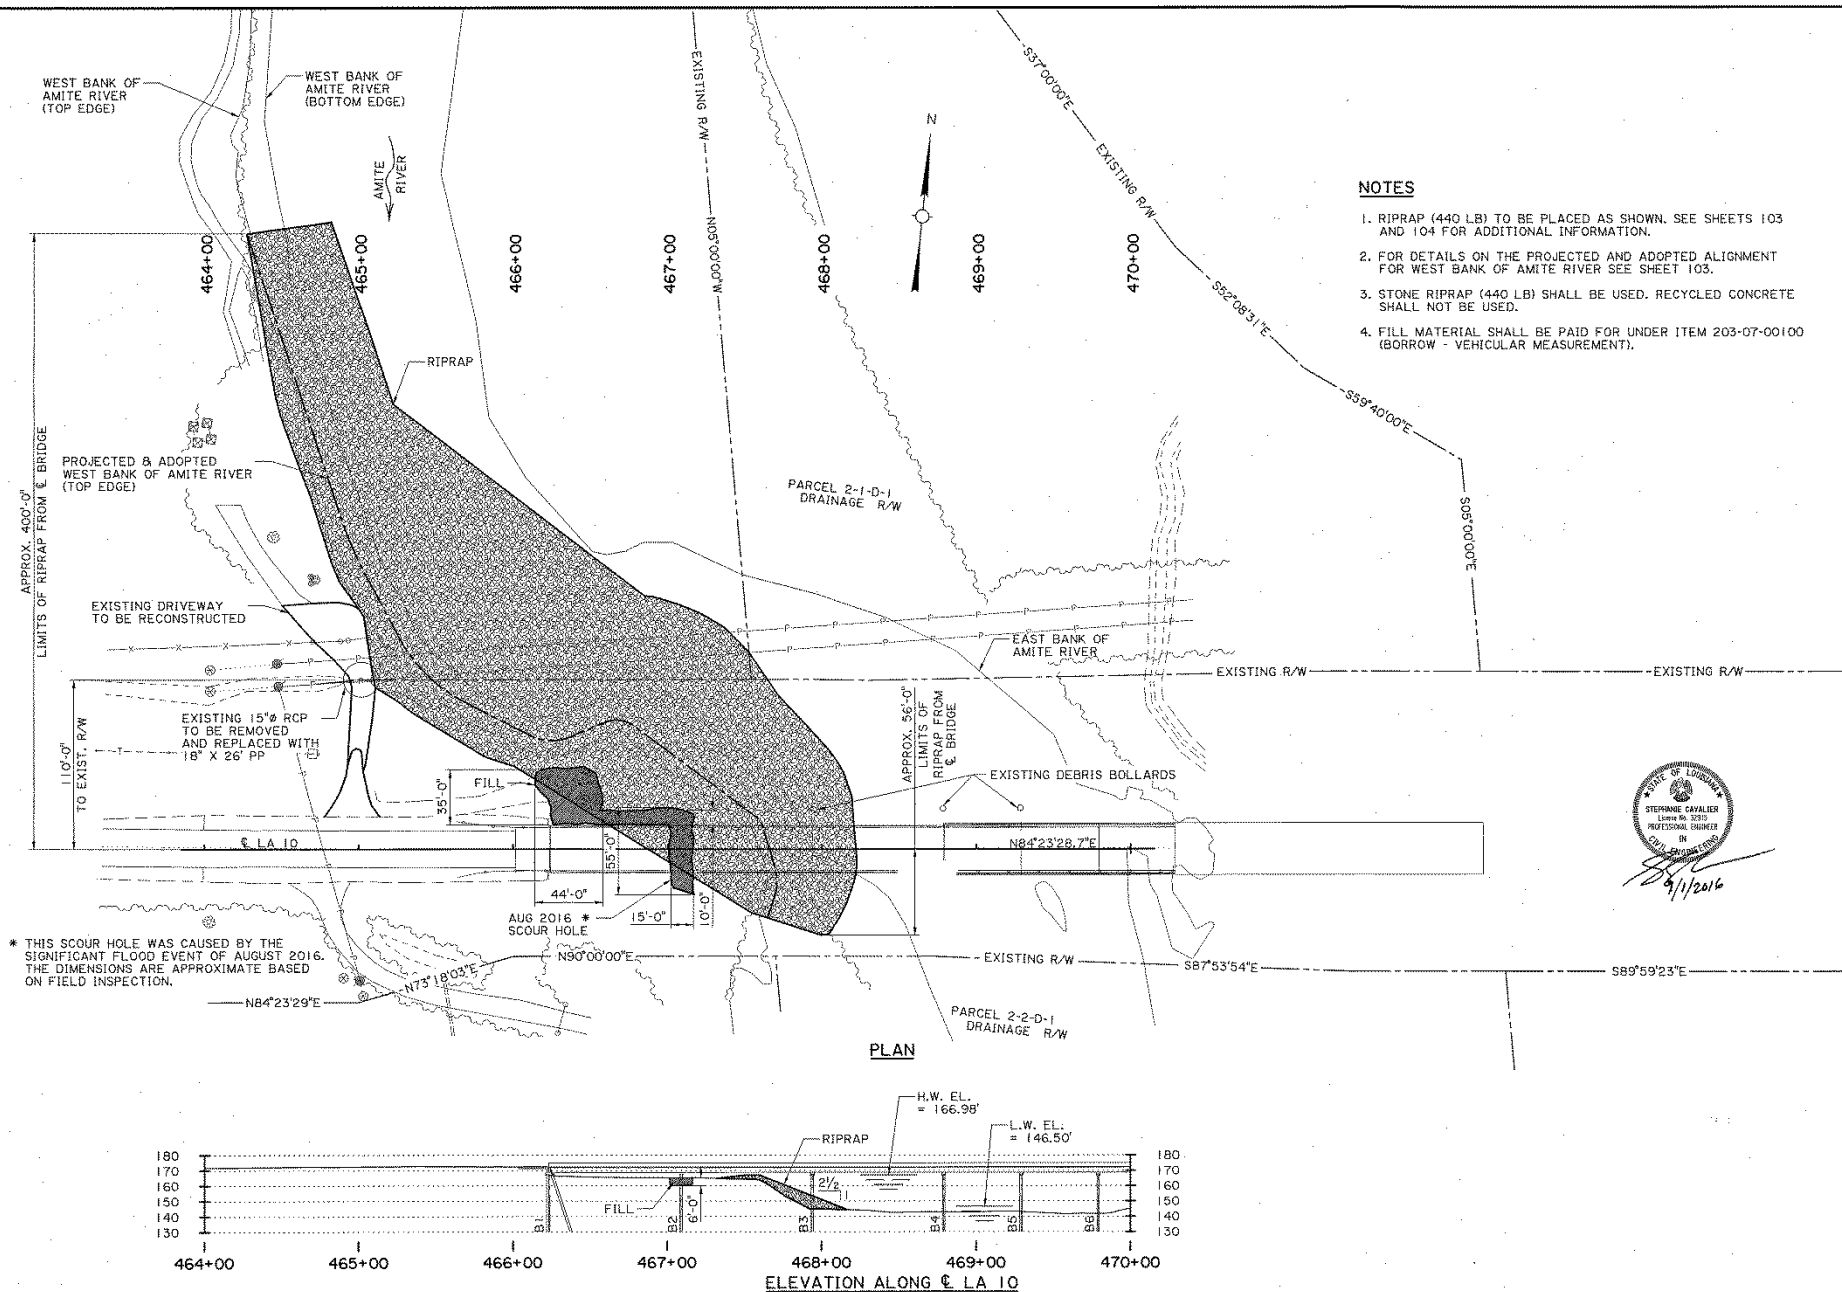 WEST BANK OF
AMITE RIVER
(TOP EDGE)
WEST BANK OF
AMITE RIVER
(BOTTOM EDGE)
AMITE
RIVER
EXISTING R/W
N05°00'00"W
N
S37°00'00"E
EXISTING R/W
S52°08'31"E
S59°40'00"E
S05°00'00"E
NOTES
1. RIPRAP (440 LB) TO BE PLACED AS SHOWN. SEE SHEETS 103
AND 104 FOR ADDITIONAL INFORMATION.
2. FOR DETAILS ON THE PROJECTED AND ADOPTED ALIGNMENT
FOR WEST BANK OF AMITE RIVER SEE SHEET 103.
3. STONE RIPRAP (440 LB) SHALL BE USED. RECYCLED CONCRETE
SHALL NOT BE USED.
4. FILL MATERIAL SHALL BE PAID FOR UNDER ITEM 203-07-00100
(BORROW - VEHICULAR MEASUREMENT).
464+00
465+00
466+00
467+00
468+00
469+00
470+00
RIPRAP
APPROX. 400'-0"
LIMITS OF RIPRAP FROM ℄ BRIDGE
PROJECTED & ADOPTED
WEST BANK OF AMITE RIVER
(TOP EDGE)
PARCEL 2-1-D-1
DRAINAGE R/W
EXISTING DRIVEWAY
TO BE RECONSTRUCTED
EAST BANK OF
AMITE RIVER
EXISTING R/W
EXISTING R/W
110'-0"
TO EXIST. R/W
EXISTING 15"Ø RCP
TO BE REMOVED
AND REPLACED WITH
18" X 26' PP
APPROX. 56'-0"
LIMITS OF
RIPRAP FROM
℄ BRIDGE
EXISTING DEBRIS BOLLARDS
FILL
35'-0"
℄ LA 10
N84°23'28.7"E
55'-0"
44'-0"
15'-0"
10'-0"
AUG 2016 *
SCOUR HOLE
* THIS SCOUR HOLE WAS CAUSED BY THE
SIGNIFICANT FLOOD EVENT OF AUGUST 2016.
THE DIMENSIONS ARE APPROXIMATE BASED
ON FIELD INSPECTION.
N84°23'29"E
N73°18'03"E
N90°00'00"E
EXISTING R/W
S87°53'54"E
S89°59'23"E
PARCEL 2-2-D-1
DRAINAGE R/W
STATE OF LOUISIANA
STEPHANIE CAVALIER
License No. 32915
PROFESSIONAL ENGINEER
IN
CIVIL ENGINEERING
9/1/2016
PLAN
H.W. EL.
= 166.98'
L.W. EL.
= 146.50'
RIPRAP
2½
1
FILL
6'-0"
B1
B2
B3
B4
B5
B6
180
170
160
150
140
130
180
170
160
150
140
130
464+00
465+00
466+00
467+00
468+00
469+00
470+00
ELEVATION ALONG ℄ LA 10